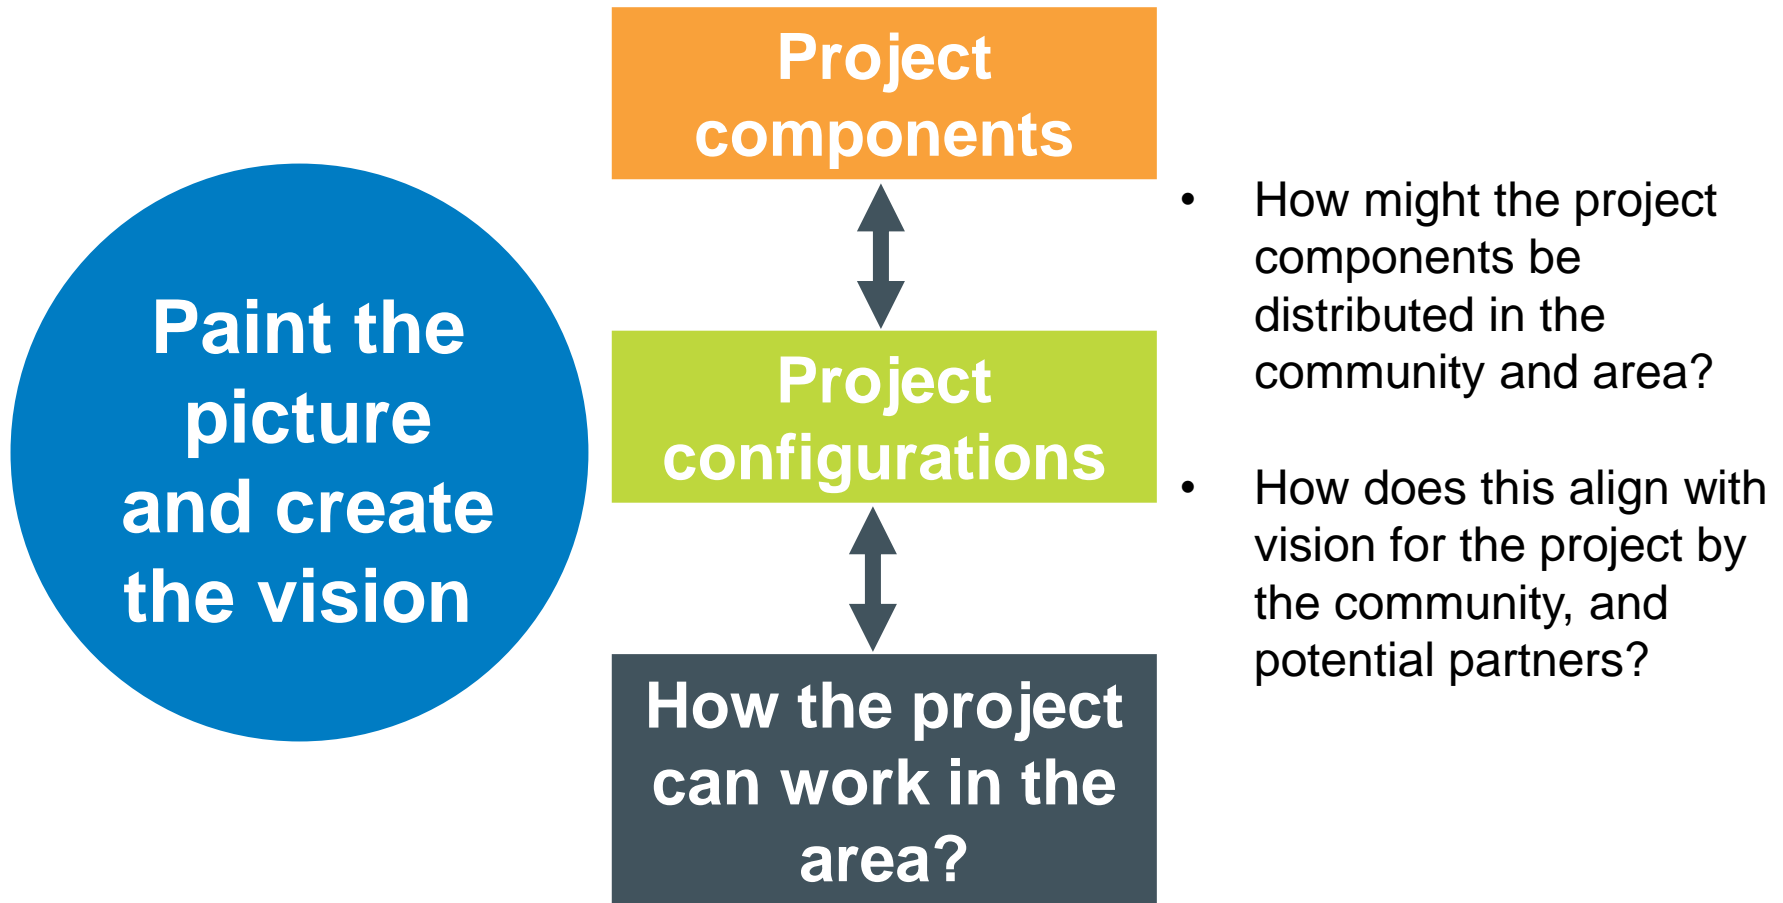 Paint the
picture
and create
the vision
Project
components
Project
configurations
How the project
can work in the
area?
• How might the project
components be
distributed in the
community and area?
• How does this align with
vision for the project by
the community, and
potential partners?